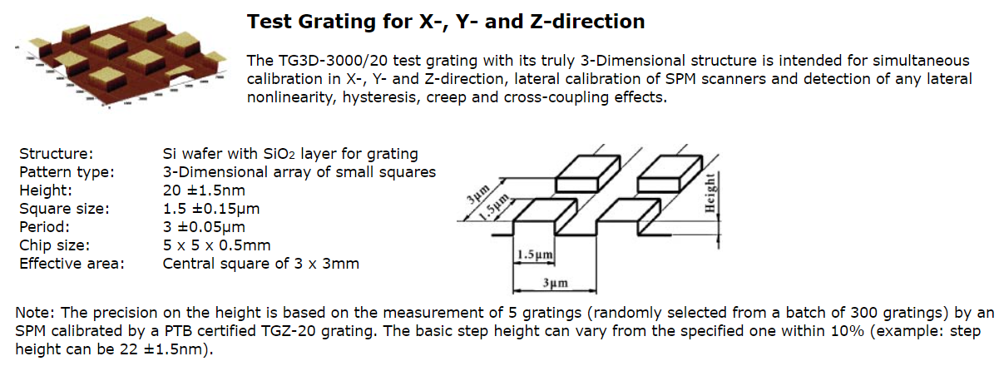 Test Grating for X-, Y- and Z-direction
The TG3D-3000/20 test grating with its truly 3-Dimensional structure is intended for simultaneous
calibration in X-, Y- and Z-direction, lateral calibration of SPM scanners and detection of any lateral
nonlinearity, hysteresis, creep and cross-coupling effects.
Structure: Si wafer with SiO2 layer for grating
Pattern type: 3-Dimensional array of small squares
Height: 20 ±1.5nm
Square size: 1.5 ±0.15μm
Period: 3 ±0.05μm
Chip size: 5 x 5 x 0.5mm
Effective area: Central square of 3 x 3mm
3μm
1.5μm
Height
1.5μm
3μm
Note: The precision on the height is based on the measurement of 5 gratings (randomly selected from a batch of 300 gratings) by an
SPM calibrated by a PTB certified TGZ-20 grating. The basic step height can vary from the specified one within 10% (example: step
height can be 22 ±1.5nm).